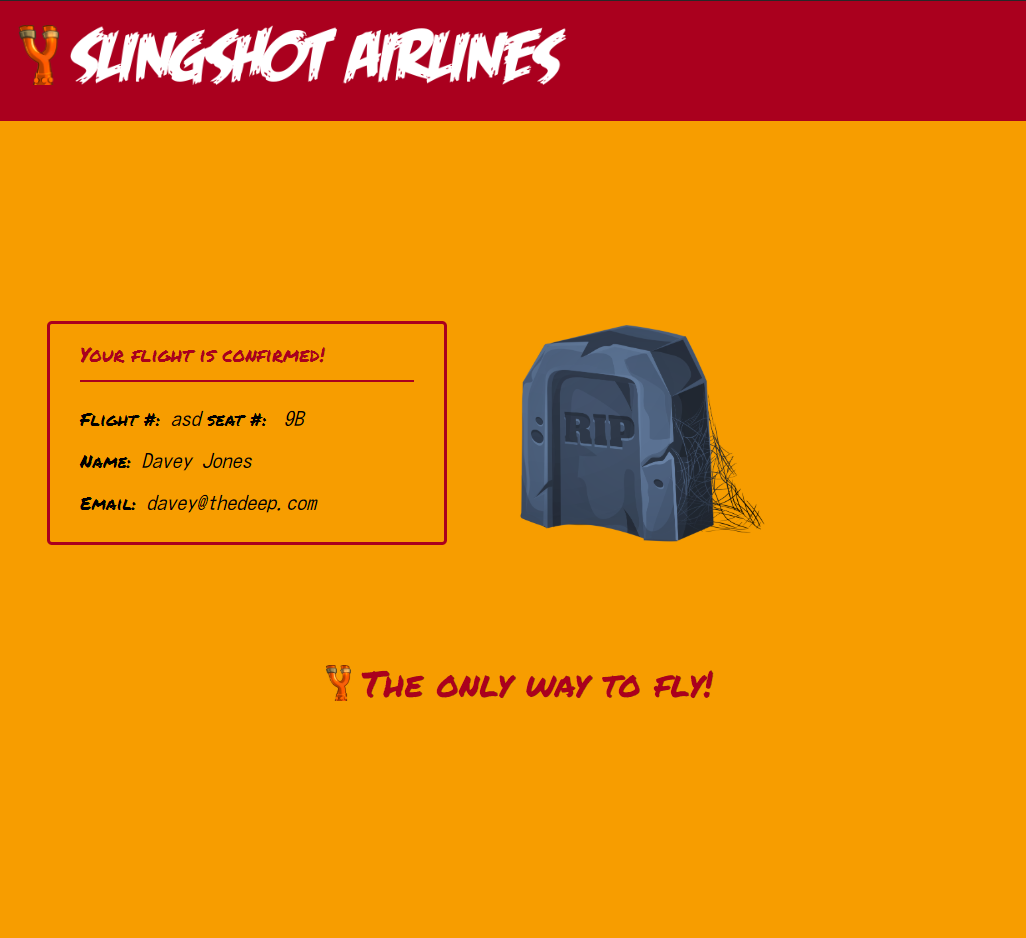 SLINGSHOT AIRLINES
Your flight is confirmed!
Flight #: asd seat #: 9B
Name: Davey Jones
Email: davey@thedeep.com
RIP
The only way to fly!